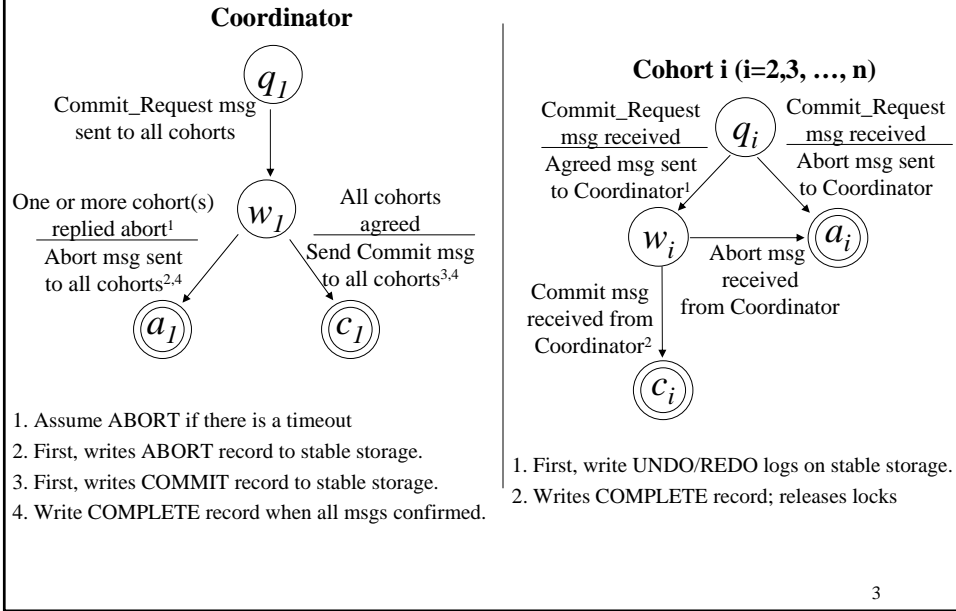 Coordinator
q1
Commit_Request msg
sent to all cohorts
w1
One or more cohort(s)
replied abort1
Abort msg sent
to all cohorts2,4
All cohorts
agreed
Send Commit msg
to all cohorts3,4
a1
c1
1. Assume ABORT if there is a timeout
2. First, writes ABORT record to stable storage.
3. First, writes COMMIT record to stable storage.
4. Write COMPLETE record when all msgs confirmed.
Cohort i (i=2,3, …, n)
Commit_Request
msg received
Agreed msg sent
to Coordinator1
qi
Commit_Request
msg received
Abort msg sent
to Coordinator
wi
ai
Abort msg
received
from Coordinator
Commit msg
received from
Coordinator2
ci
1. First, write UNDO/REDO logs on stable storage.
2. Writes COMPLETE record; releases locks
3